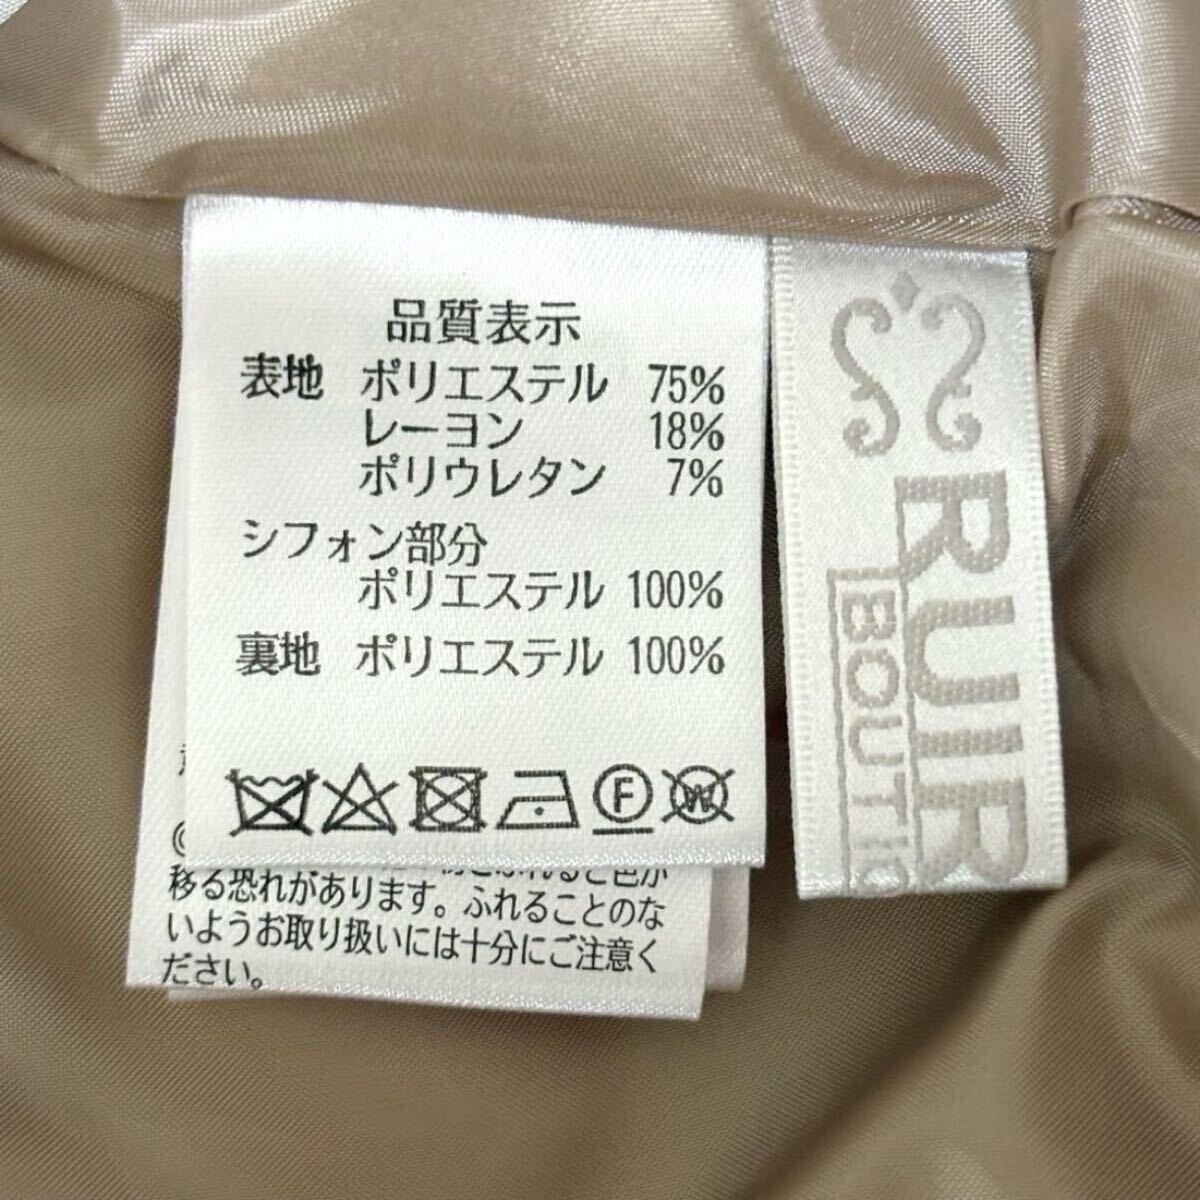 品質表示
表地 ポリエステル 75%
レーヨン 18%
ポリウレタン 7%
シフォン部分
ポリエステル 100%
裏地 ポリエステル 100%
F W
移る恐れがあります。ふれることのな
いようお取り扱いには十分にご注意く
ださい。
RUIR
BOUTIQ